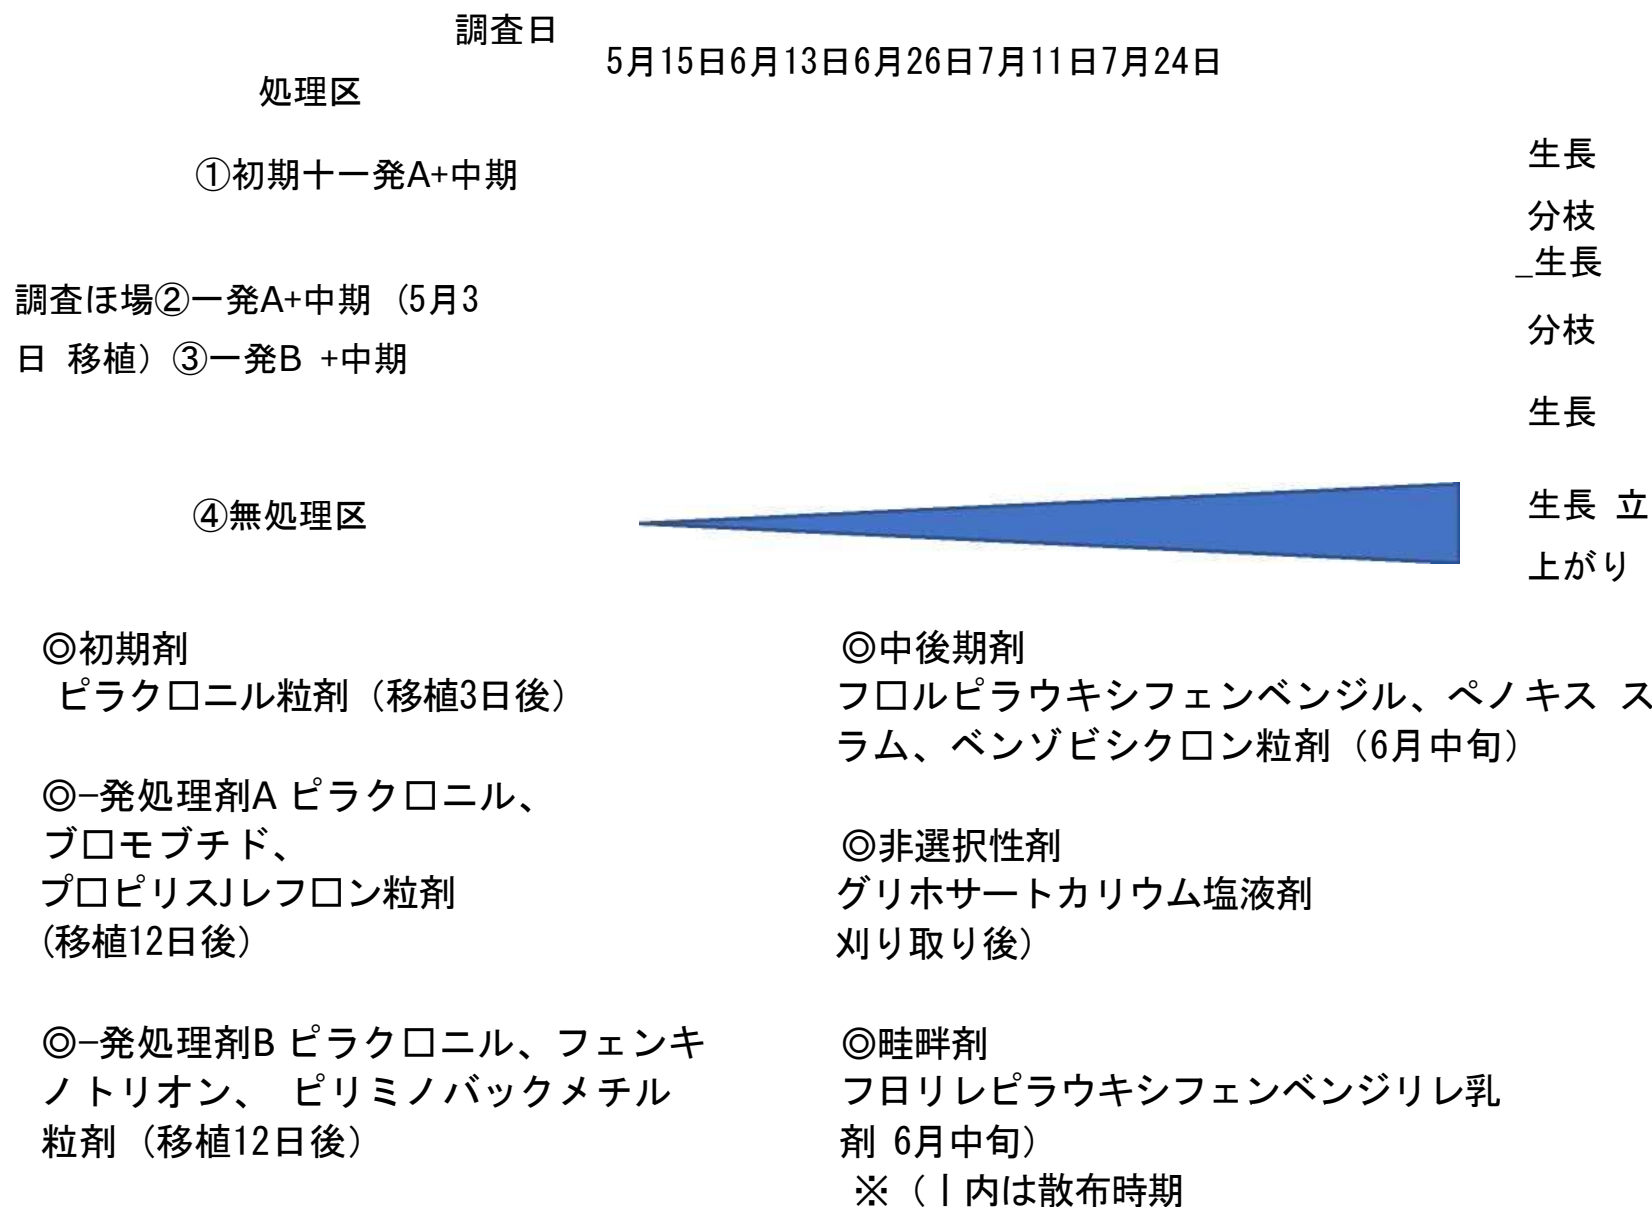 調査日
5月15日6月13日6月26日7月11日7月24日
処理区
①初期十一発A+中期
生長
分枝
_生長
調査ほ場②一発A+中期（5月3
分枝
日 移植）③一発B +中期
生長
④無処理区
生長 立
上がり
◎初期剤
ピラク口ニル粒剤（移植3日後）
◎-発処理剤A ピラク口ニル、
ブ口モブチド、
プ口ピリスJレフ口ン粒剤
(移植12日後）
◎-発処理剤B ピラク口ニル、フェンキ
ノトリオン、 ピリミノバックメチル
粒剤（移植12日後）
◎中後期剤
フ口ルピラウキシフェンベンジル、ペノキス ス
ラム、ベンゾビシク口ン粒剤（6月中旬）
◎非選択性剤
グリホサートカリウム塩液剤
刈り取り後）
◎畦畔剤
フ日リレピラウキシフェンベンジリレ乳
剤 6月中旬）
※（丨内は散布時期